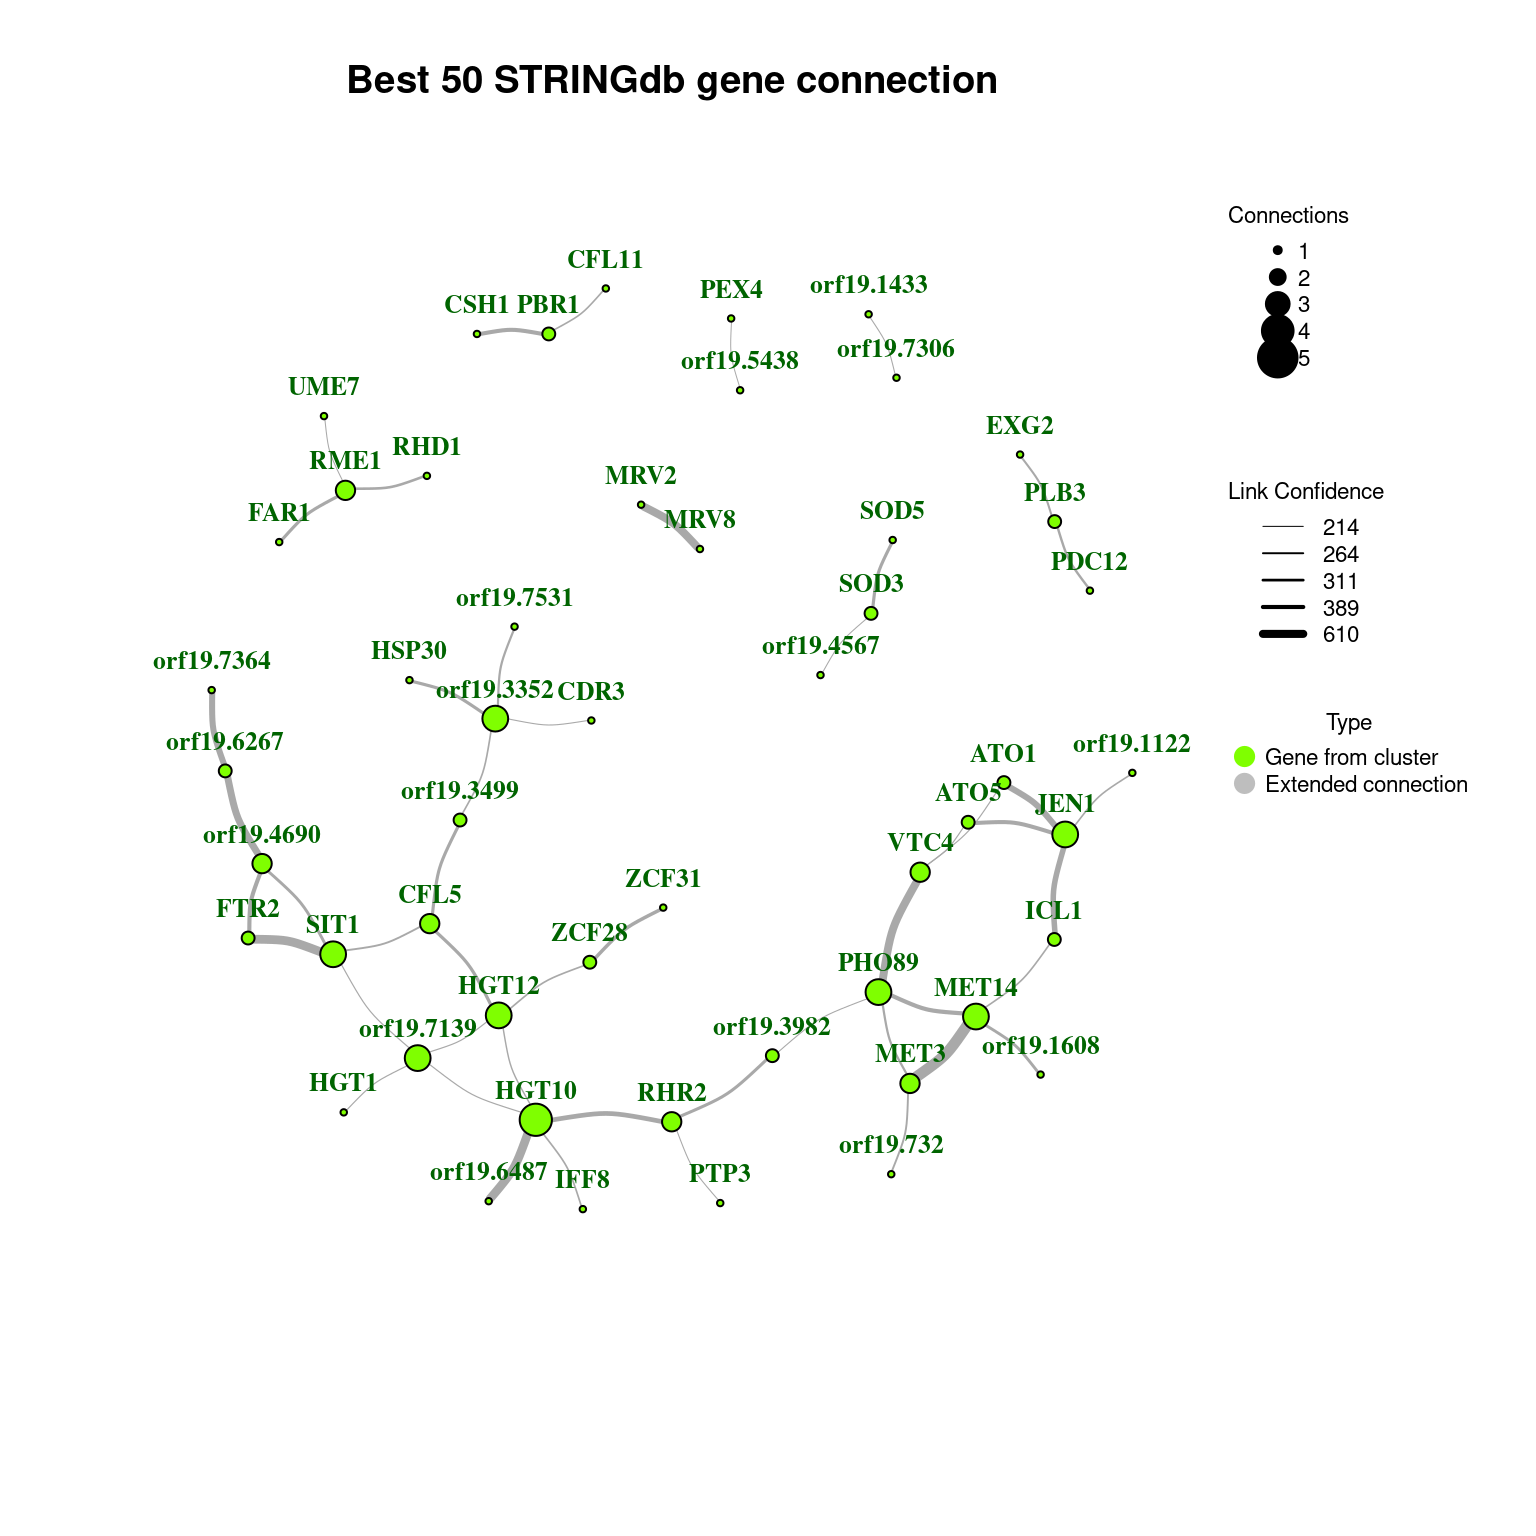 Best 50 STRINGdb gene connection
Connections
1
2
3
4
5
Link Confidence
214
264
311
389
610
Type
Gene from cluster
Extended connection
CFL11
CSH1 PBR1
PEX4
orf19.1433
orf19.7306
orf19.5438
UME7
RHD1
RME1
FAR1
MRV2
MRV8
EXG2
PLB3
PDC12
SOD5
SOD3
orf19.4567
orf19.7531
HSP30
orf19.3352 CDR3
orf19.7364
orf19.6267
orf19.3499
orf19.4690
CFL5
FTR2
SIT1
ZCF31
ZCF28
HGT12
orf19.7139
HGT1
HGT10
RHR2
orf19.3982
orf19.6487
IFF8
PTP3
ATO1
orf19.1122
ATO5
JEN1
VTC4
ICL1
PHO89
MET14
MET3
orf19.1608
orf19.732